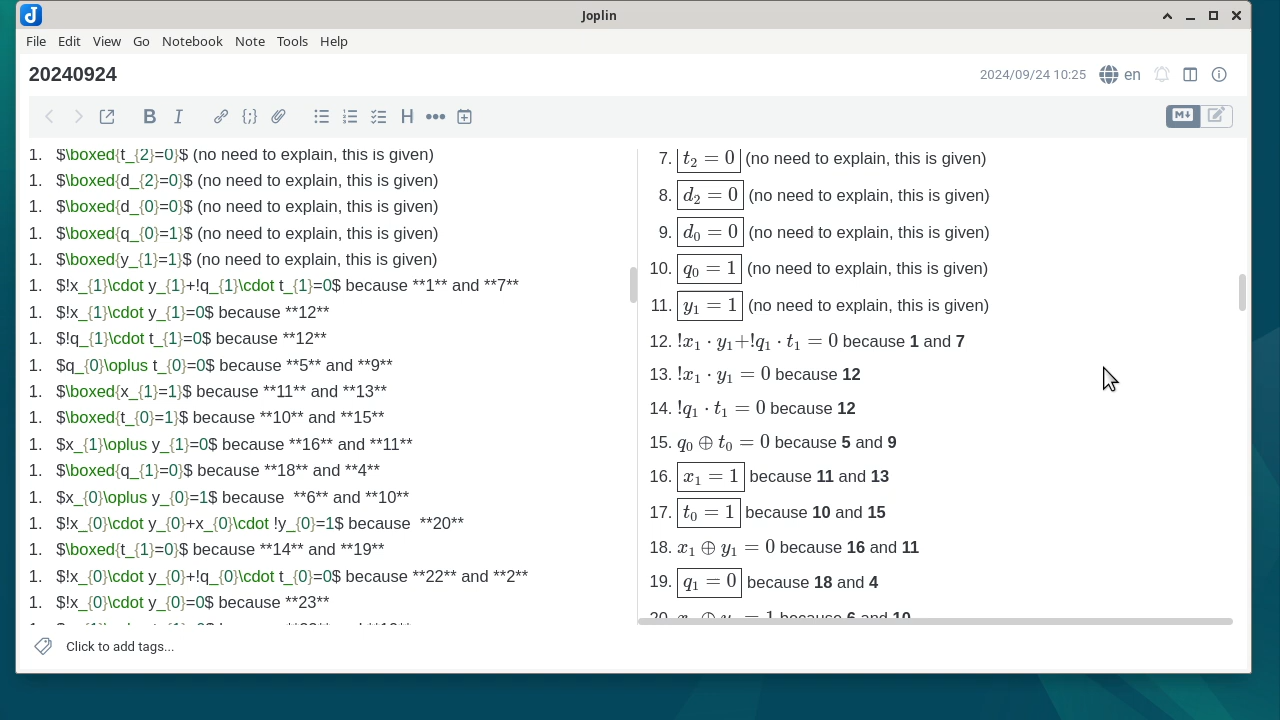 Joplin
File Edit View Go Notebook Note Tools Help
20240924
2024/09/24 10:25 en
1. $\boxed{t_{2}=0}$ (no need to explain, this is given)
1. $\boxed{d_{2}=0}$ (no need to explain, this is given)
1. $\boxed{d_{0}=0}$ (no need to explain, this is given)
1. $\boxed{q_{0}=1}$ (no need to explain, this is given)
1. $\boxed{y_{1}=1}$ (no need to explain, this is given)
1. $!x_{1}\cdot y_{1}+!q_{1}\cdot t_{1}=0$ because **1** and **7**
1. $!x_{1}\cdot y_{1}=0$ because **12**
1. $!q_{1}\cdot t_{1}=0$ because **12**
1. $q_{0}\oplus t_{0}=0$ because **5** and **9**
1. $\boxed{x_{1}=1}$ because **11** and **13**
1. $\boxed{t_{0}=1}$ because **10** and **15**
1. $x_{1}\oplus y_{1}=0$ because **16** and **11**
1. $\boxed{q_{1}=0}$ because **18** and **4**
1. $x_{0}\oplus y_{0}=1$ because  **6** and **10**
1. $!x_{0}\cdot y_{0}+x_{0}\cdot !y_{0}=1$ because  **20**
1. $\boxed{t_{1}=0}$ because **14** and **19**
1. $!x_{0}\cdot y_{0}+!q_{0}\cdot t_{0}=0$ because **22** and **2**
1. $!x_{0}\cdot y_{0}=0$ because **23**
7. t₂ = 0 (no need to explain, this is given)
8. d₂ = 0 (no need to explain, this is given)
9. d₀ = 0 (no need to explain, this is given)
10. q₀ = 1 (no need to explain, this is given)
11. y₁ = 1 (no need to explain, this is given)
12. !x₁ · y₁+!q₁ · t₁ = 0 because 1 and 7
13. !x₁ · y₁ = 0 because 12
14. !q₁ · t₁ = 0 because 12
15. q₀ ⊕ t₀ = 0 because 5 and 9
16. x₁ = 1 because 11 and 13
17. t₀ = 1 because 10 and 15
18. x₁ ⊕ y₁ = 0 because 16 and 11
19. q₁ = 0 because 18 and 4
20. x₀ ⊕ y₀ = 1 because 6 and 10
Click to add tags...